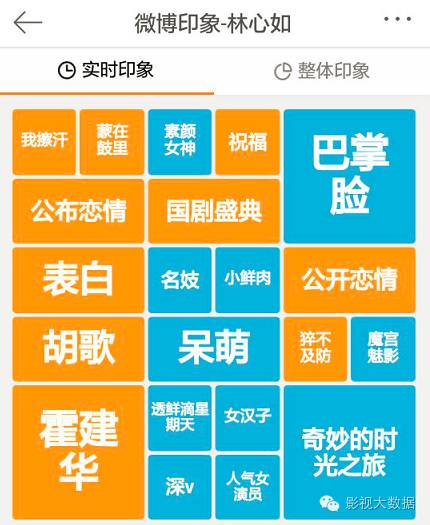 微博印象-林心如
实时印象
整体印象
我擦汗
蒙在
鼓里
素颜
女神
祝福
巴掌
脸
公布恋情
国剧盛典
表白
名妓
小鲜肉
公开恋情
胡歌
呆萌
猝不
及防
魔宫
魅影
霍建
华
透鲜滴星
期天
女汉子
奇妙的时
光之旅
深v
人气女
演员
影视大数据